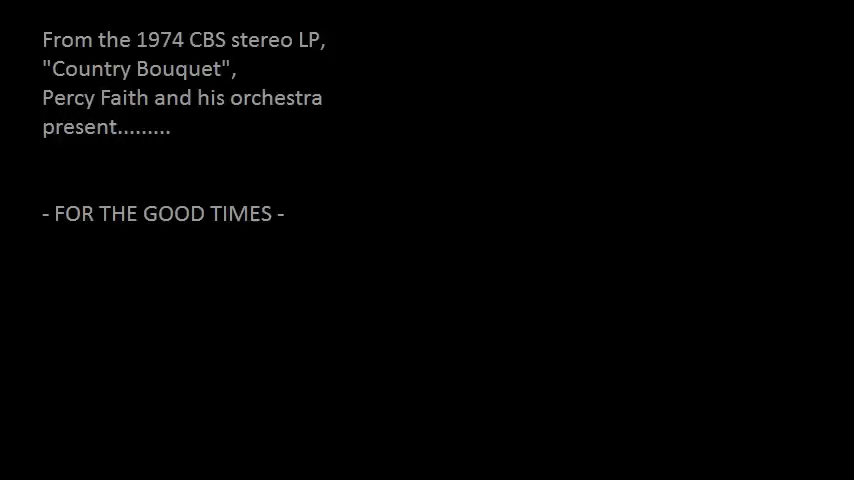 From the 1974 CBS stereo LP,
"Country Bouquet",
Percy Faith and his orchestra
present.........
- FOR THE GOOD TIMES -